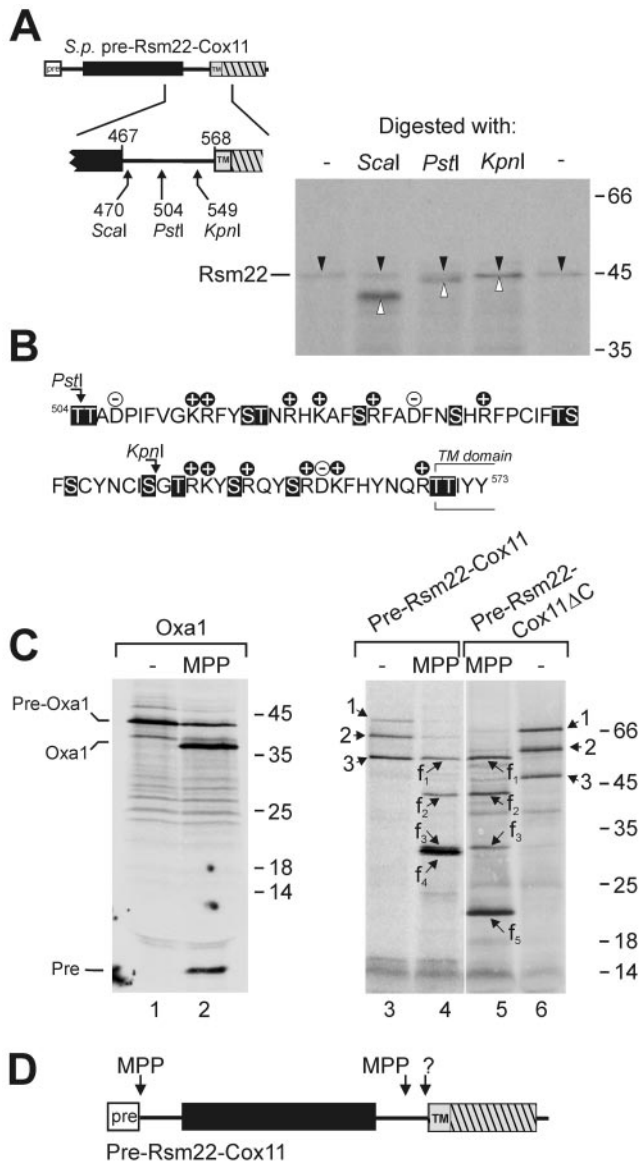 A
S.p. pre-Rsm22-Cox11
pre
TM
467 568
TM
470 504 549
ScaI PstI KpnI
Digested with:
- ScaI PstI KpnI -
66
Rsm22 45
35
B
PstI
504 TTADPIFVGKRFYSTNRHKAFSRFADFNSHRFPCIFTS
KpnI
TM domain
FSCYNCISGTRKYSRQYSRDKFHYNQRTTIYY 573
C
Oxa1
- MPP
Pre-Oxa1
Oxa1
45
35
25
18
14
Pre
1 2
Pre-Rsm22-Cox11
Pre-Rsm22-
Cox11ΔC
- MPP MPP -
1
2
3
f1
f2
f3
f4
f1
f2
f3
f5
1
2
3
66
45
35
25
18
14
3 4 5 6
D
MPP MPP ?
pre
TM
Pre-Rsm22-Cox11